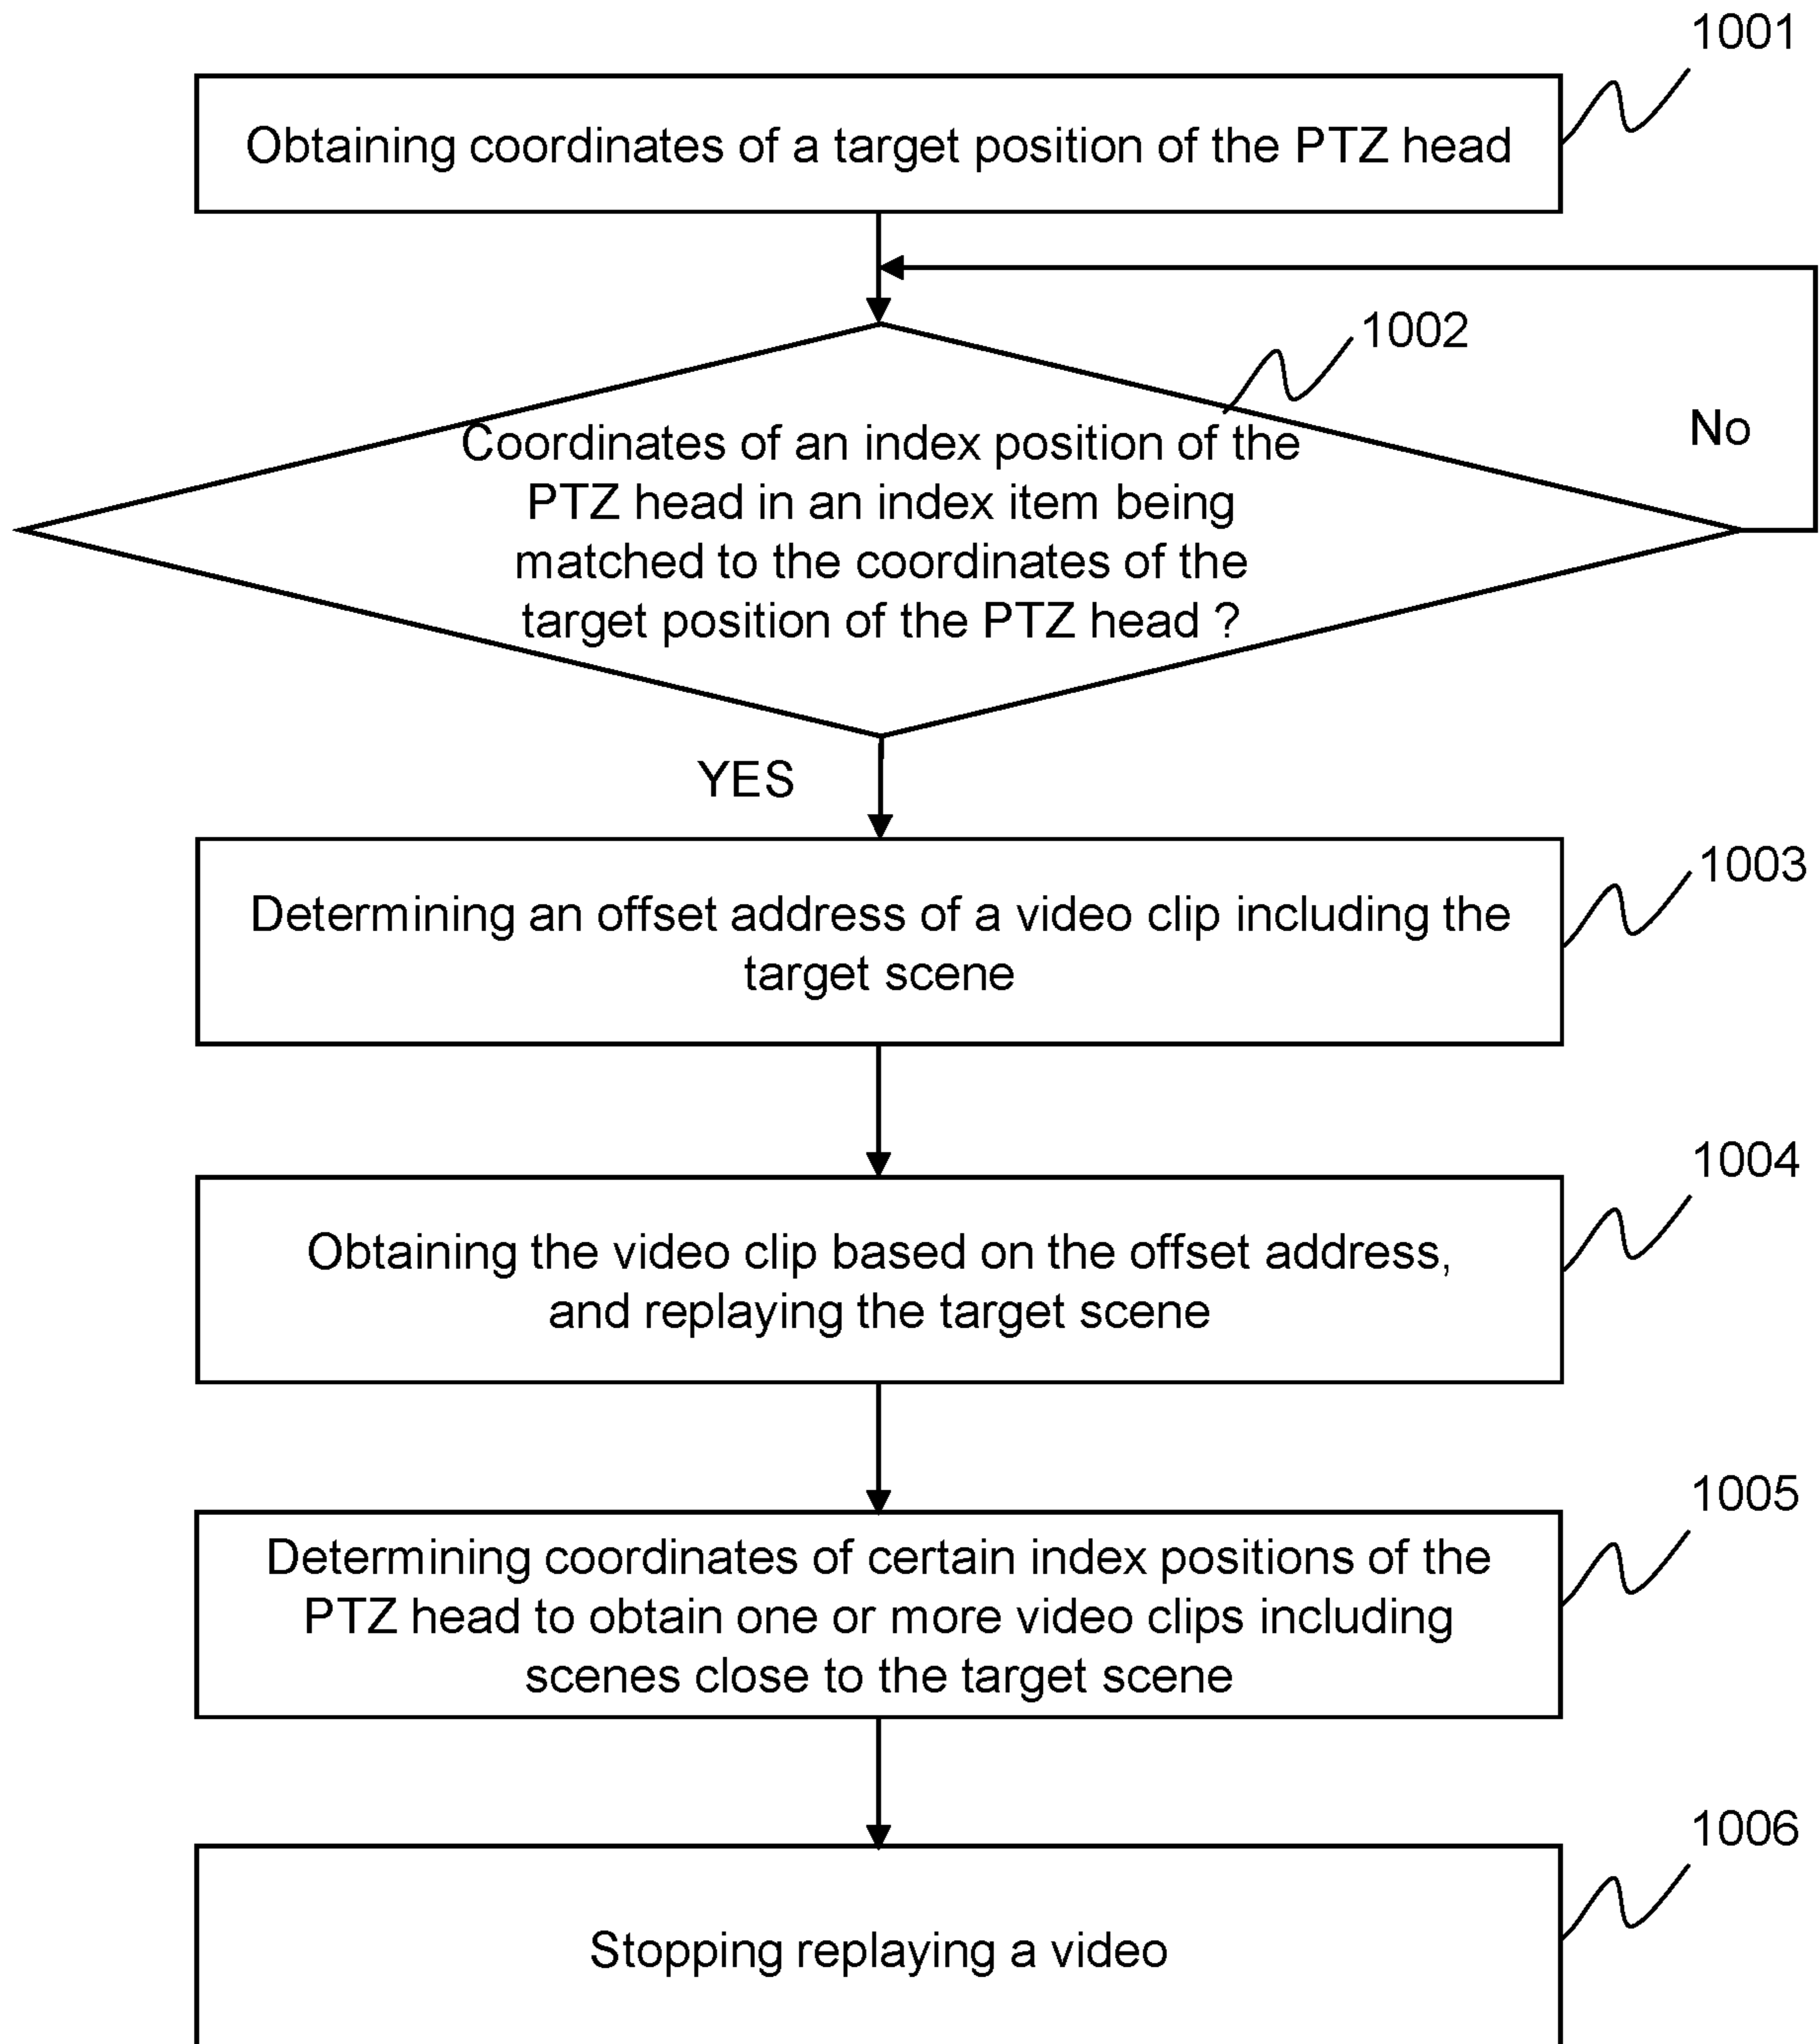 1001
Obtaining coordinates of a target position of the PTZ head
1002
No
Coordinates of an index position of the
PTZ head in an index item being
matched to the coordinates of the
target position of the PTZ head ?
YES
1003
Determining an offset address of a video clip including the
target scene
1004
Obtaining the video clip based on the offset address,
and replaying the target scene
1005
Determining coordinates of certain index positions of the
PTZ head to obtain one or more video clips including
scenes close to the target scene
1006
Stopping replaying a video